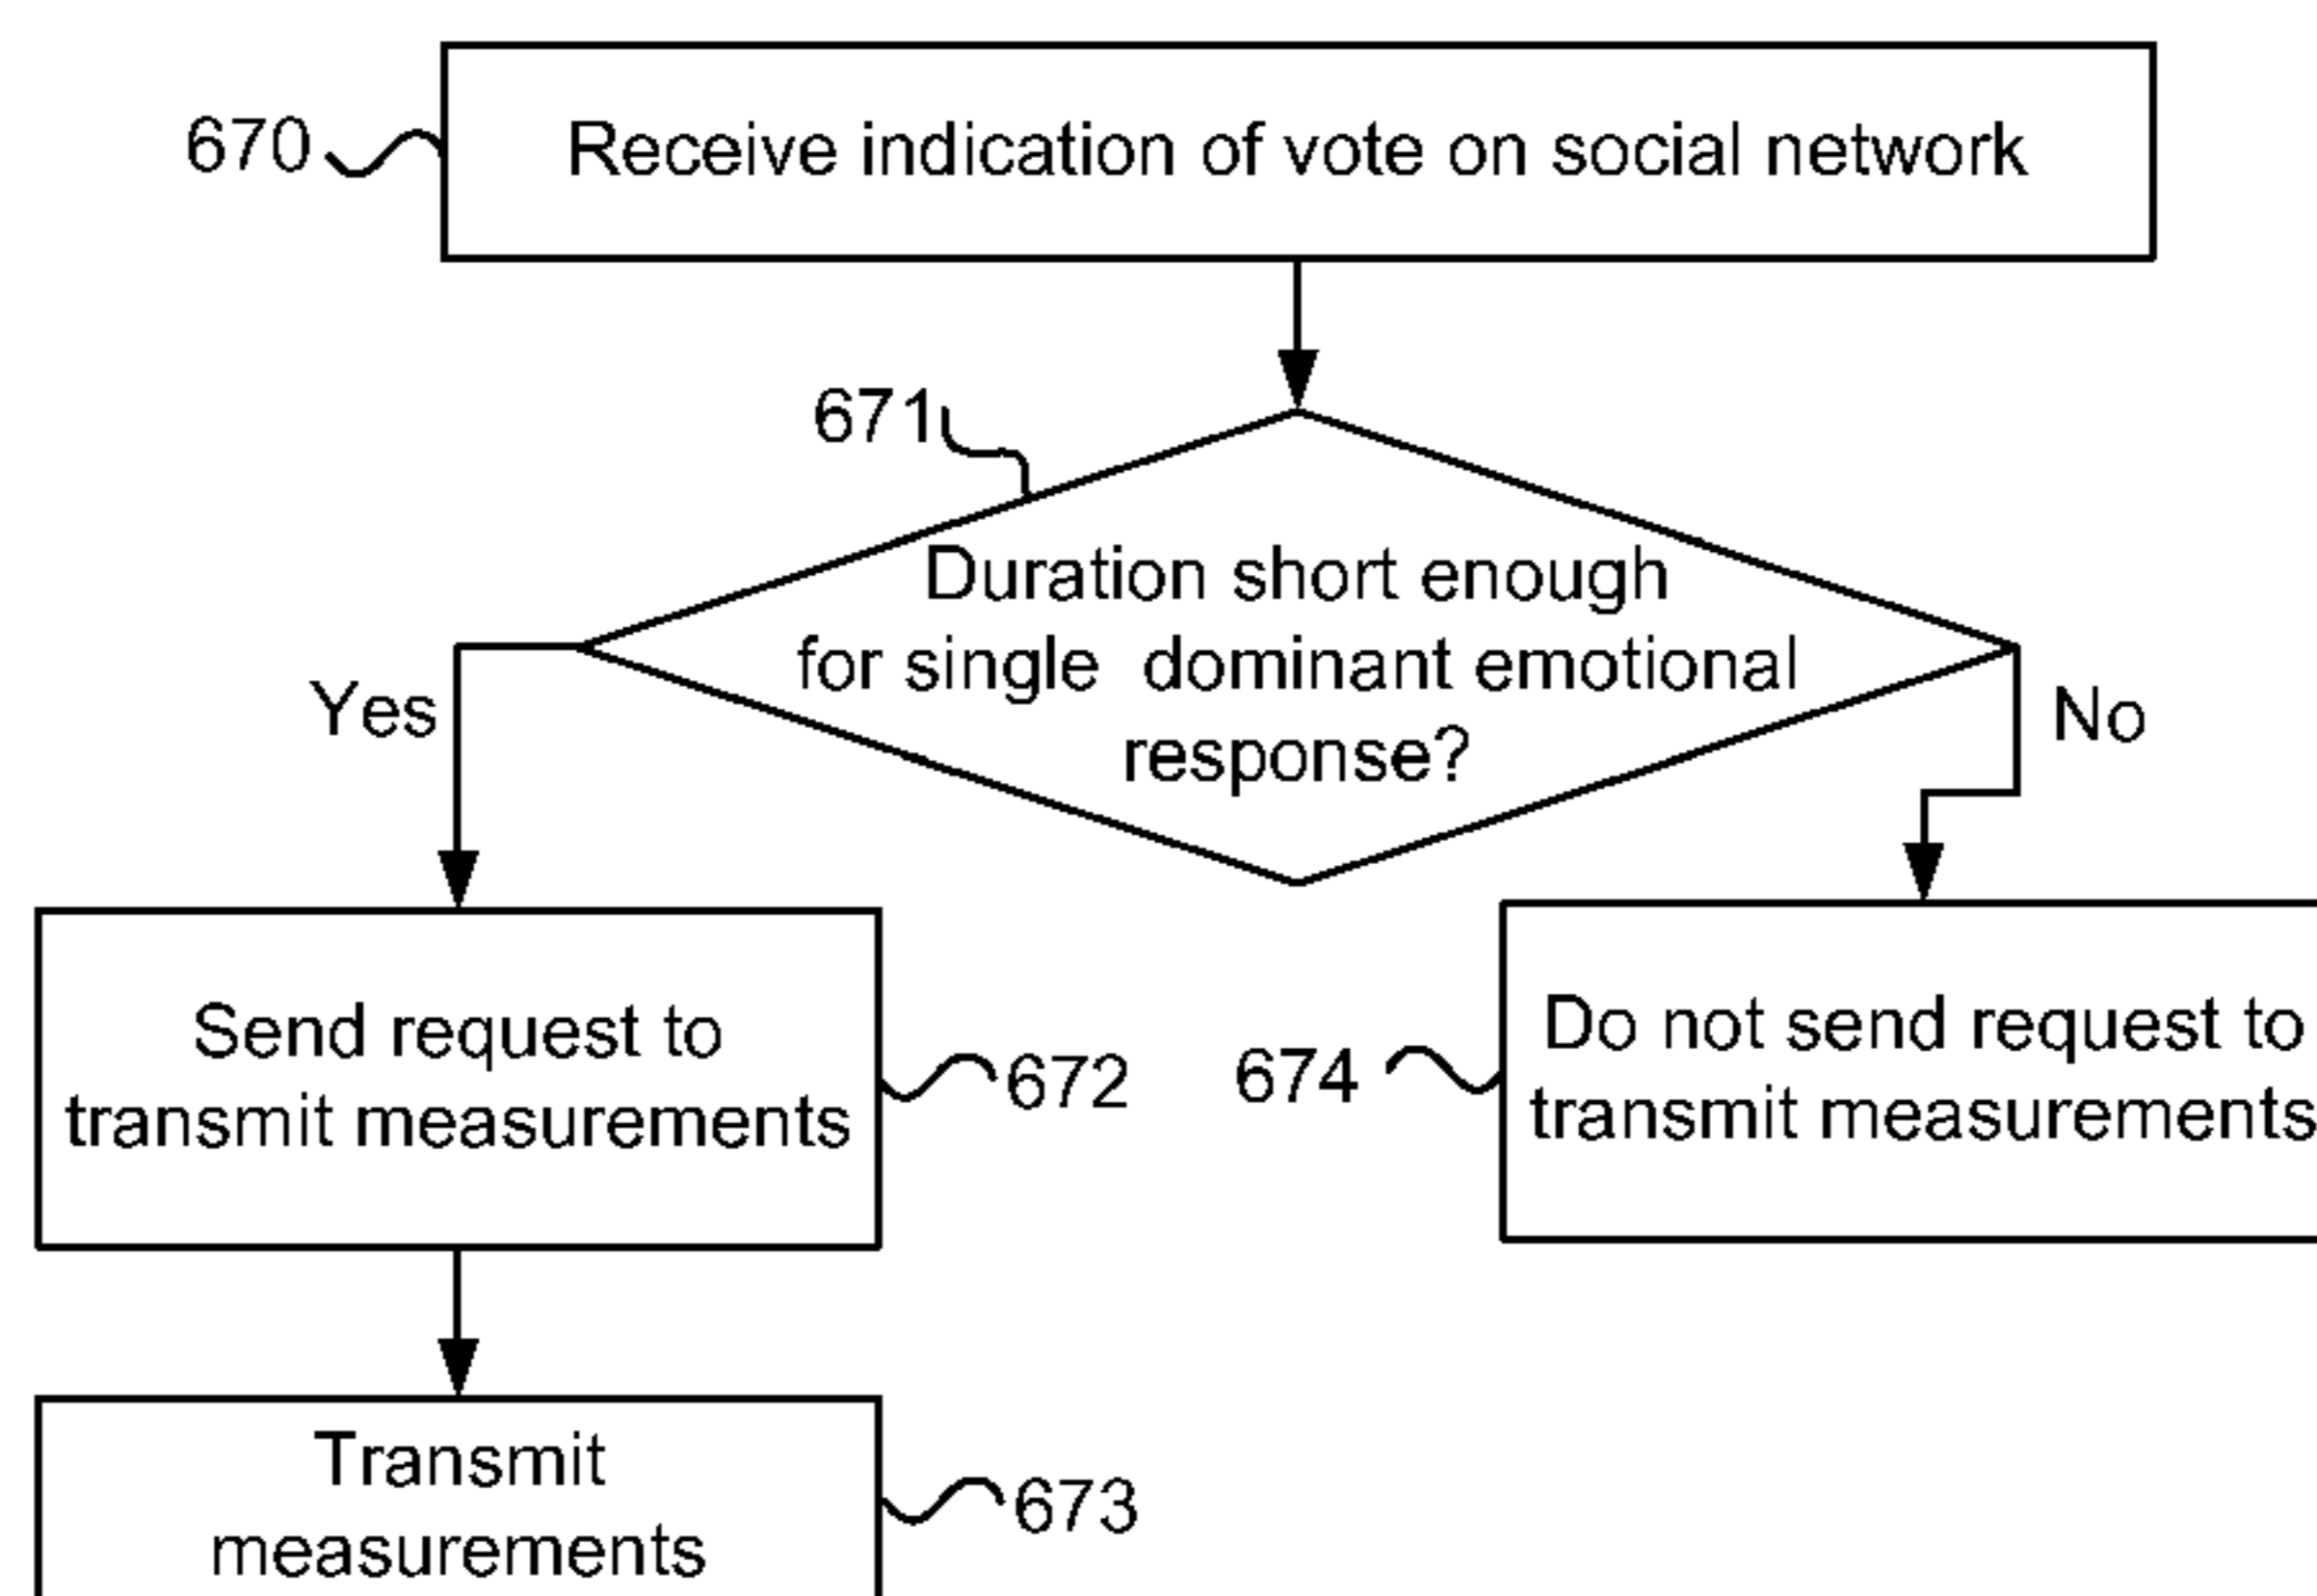 670
Receive indication of vote on social network
671
Duration short enough
for single dominant emotional
response?
Yes
No
Send request to
transmit measurements
672
674
Do not send request to
transmit measurements
Transmit
measurements
673